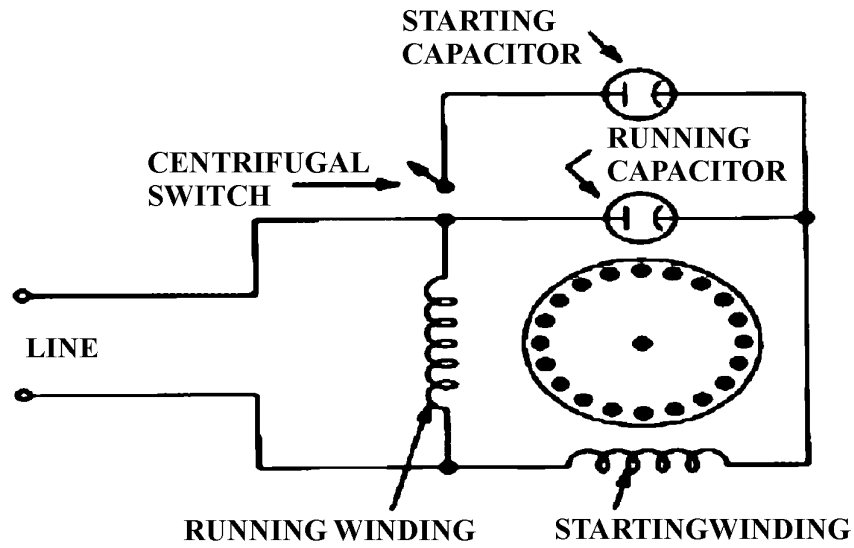 STARTING
CAPACITOR
RUNNING
CAPACITOR
CENTRIFUGAL
SWITCH
LINE
RUNNING WINDING
STARTINGWINDING